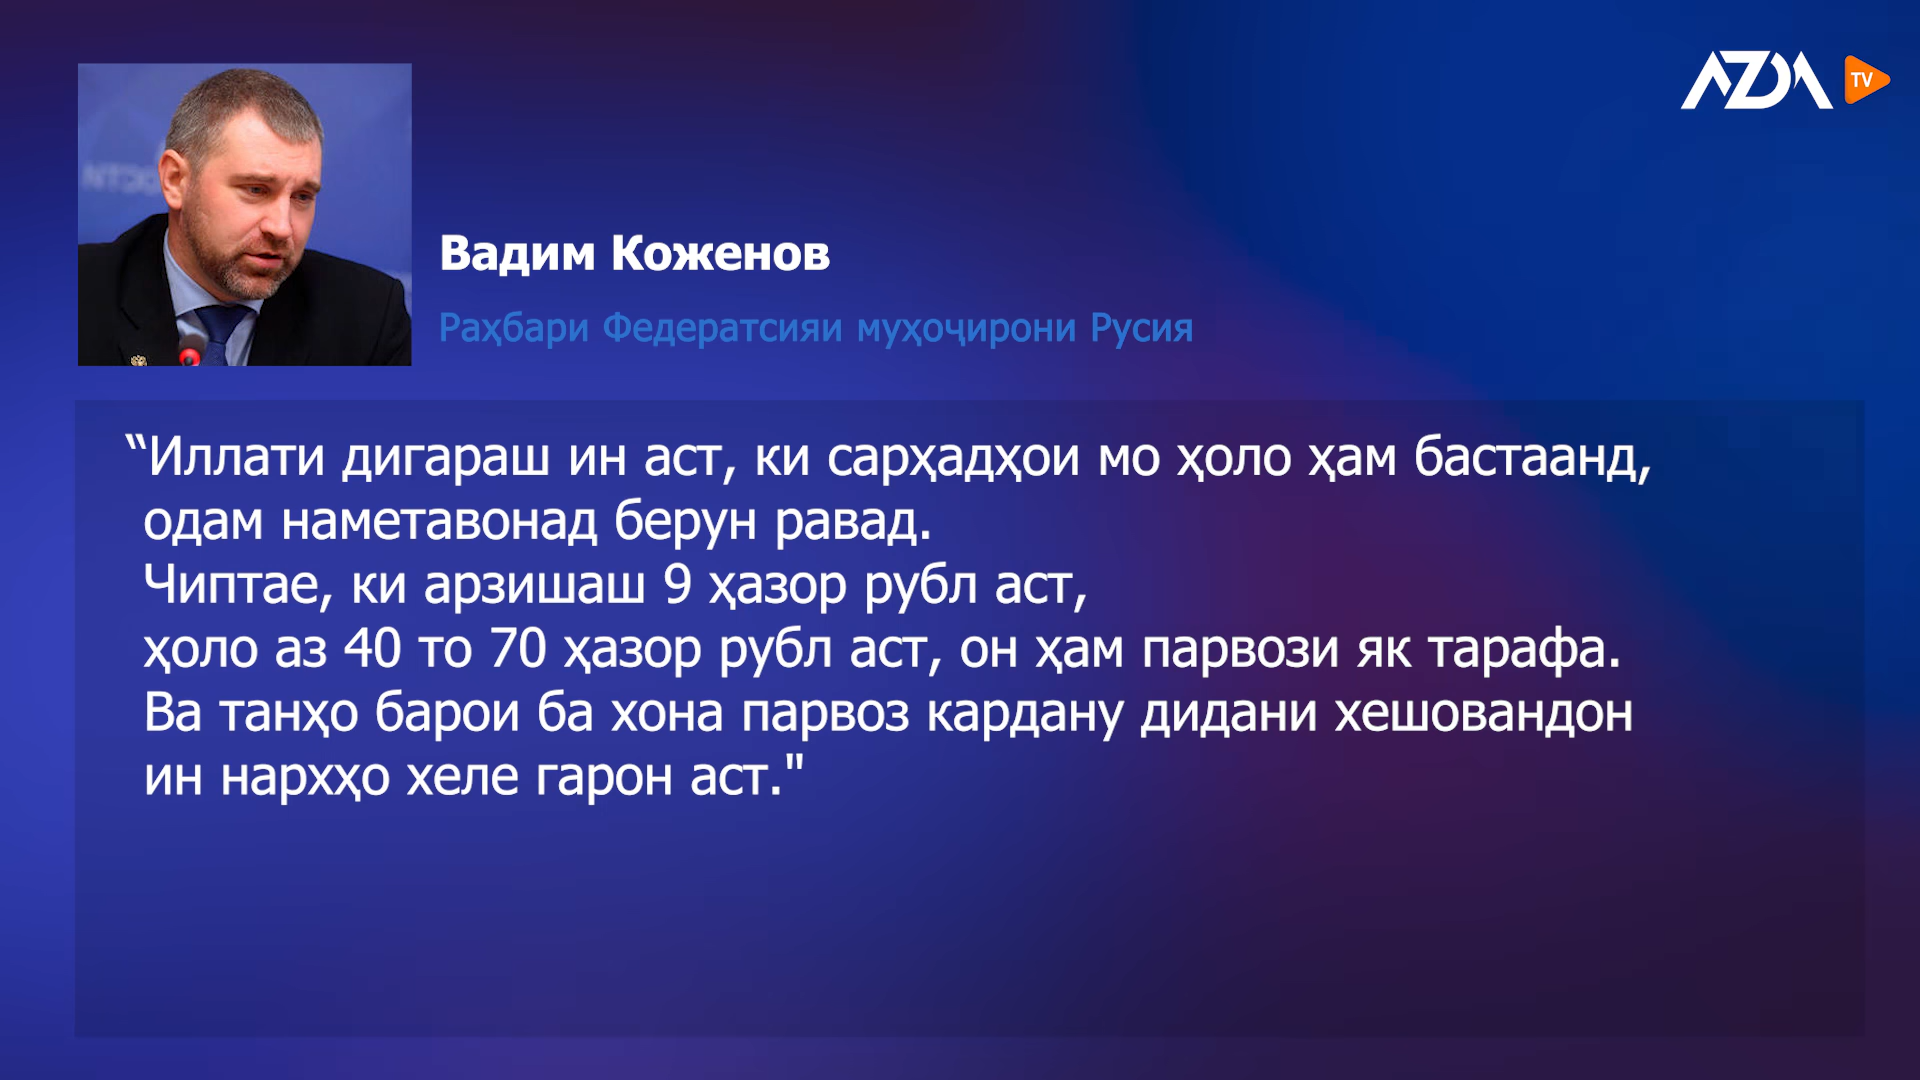 AZDA TV
Вадим Коженов
Раҳбари Федератсияи муҳоҷирони Русия
“Иллати дигараш ин аст, ки сарҳадҳои мо ҳоло ҳам бастаанд,
одам наметавонад берун равад.
Чиптае, ки арзишаш 9 ҳазор рубл аст,
ҳоло аз 40 то 70 ҳазор рубл аст, он ҳам парвози як тарафа.
Ва танҳо барои ба хона парвоз кардану дидани хешовандон
ин нархҳо хеле гарон аст."